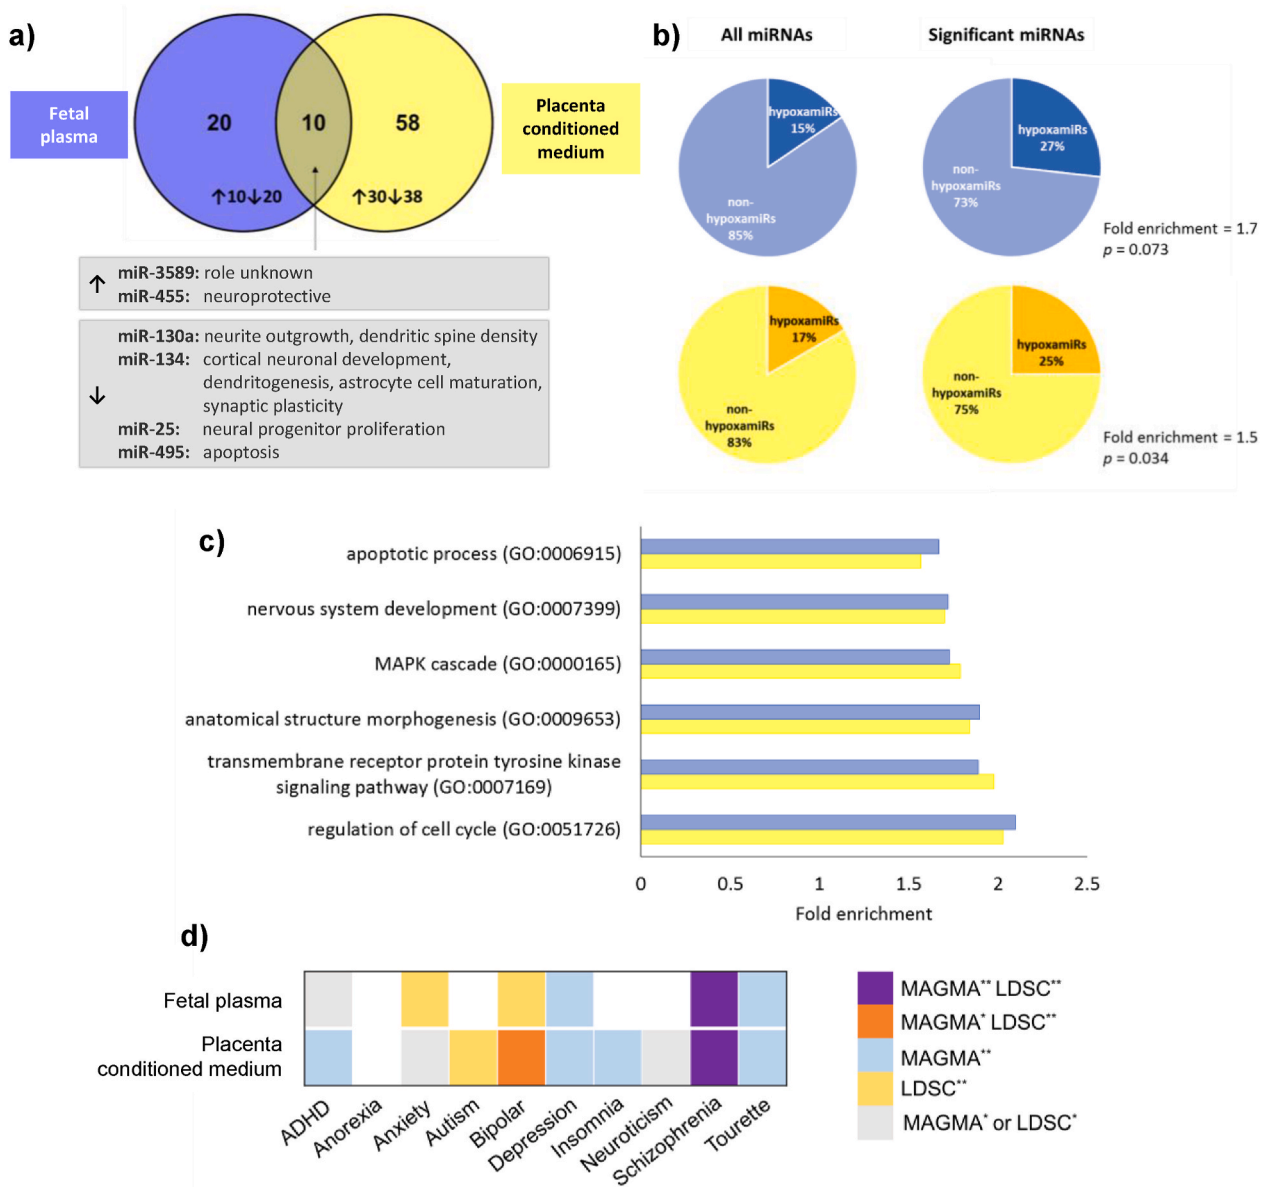 a)
Fetal
plasma
20
10
58
↑10↓20
↑30↓38
Placenta
conditioned
medium
↑
miR-3589: role unknown
miR-455: neuroprotective
↓
miR-130a: neurite outgrowth, dendritic spine density
miR-134: cortical neuronal development,
dendritogenesis, astrocyte cell maturation,
synaptic plasticity
miR-25: neural progenitor proliferation
miR-495: apoptosis
b)
All miRNAs
Significant miRNAs
hypoxamiRs
15%
non-
hypoxamiRs
85%
hypoxamiRs
27%
non-
hypoxamiRs
73%
Fold enrichment = 1.7
p = 0.073
hypoxamiRs
17%
non-
hypoxamiRs
83%
hypoxamiRs
25%
non-
hypoxamiRs
75%
Fold enrichment = 1.5
p = 0.034
c)
apoptotic process (GO:0006915)
nervous system development (GO:0007399)
MAPK cascade (GO:0000165)
anatomical structure morphogenesis (GO:0009653)
transmembrane receptor protein tyrosine kinase
signaling pathway (GO:0007169)
regulation of cell cycle (GO:0051726)
0 0.5 1 1.5 2 2.5
Fold enrichment
d)
Fetal plasma
Placenta
conditioned medium
ADHD
Anorexia
Anxiety
Autism
Bipolar
Depression
Insomnia
Neuroticism
Schizophrenia
Tourette
MAGMA** LDSC**
MAGMA* LDSC**
MAGMA**
LDSC**
MAGMA* or LDSC*